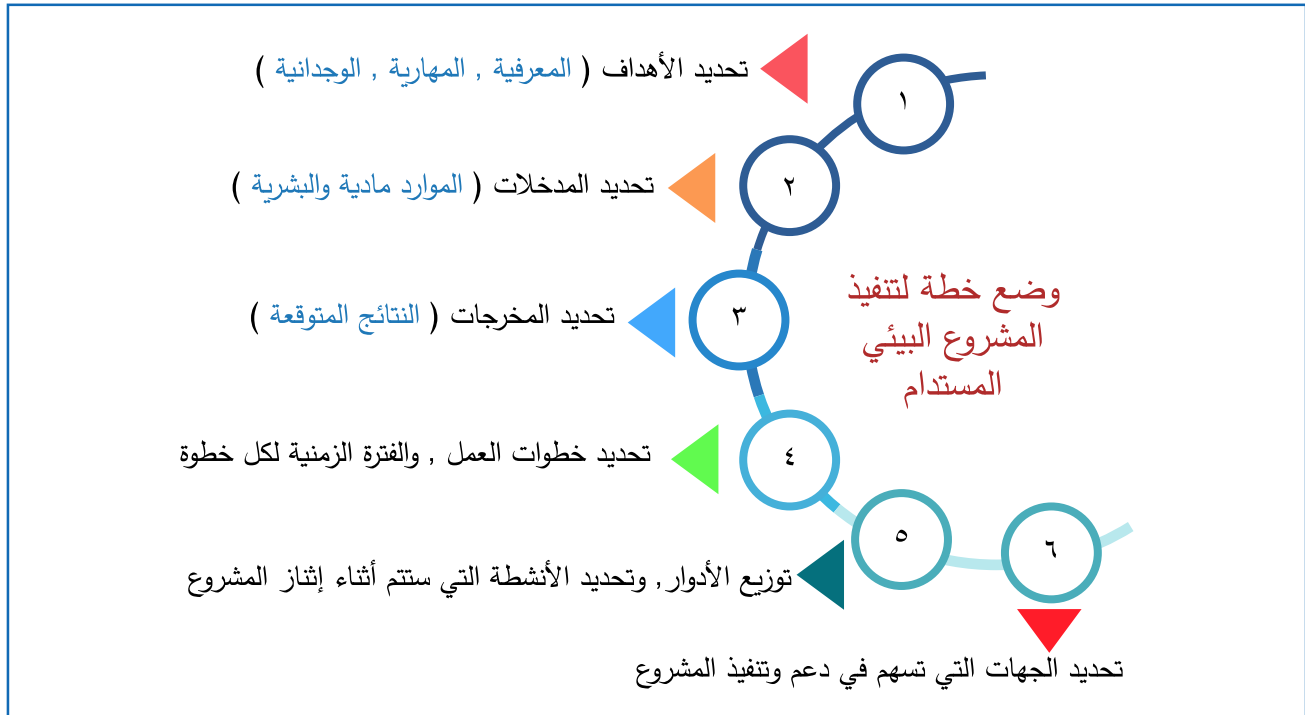 ١
تحديد الأهداف ( المعرفية , المهارية , الوجدانية )
٢
تحديد المدخلات ( الموارد مادية والبشرية )
وضع خطة لتنفيذ
المشروع البيئي
المستدام
٣
تحديد المخرجات ( النتائج المتوقعة )
٤
تحديد خطوات العمل , والفترة الزمنية لكل خطوة
٥
توزيع الأدوار , وتحديد الأنشطة التي ستتم أثناء إثناز المشروع
٦
تحديد الجهات التي تسهم في دعم وتنفيذ المشروع